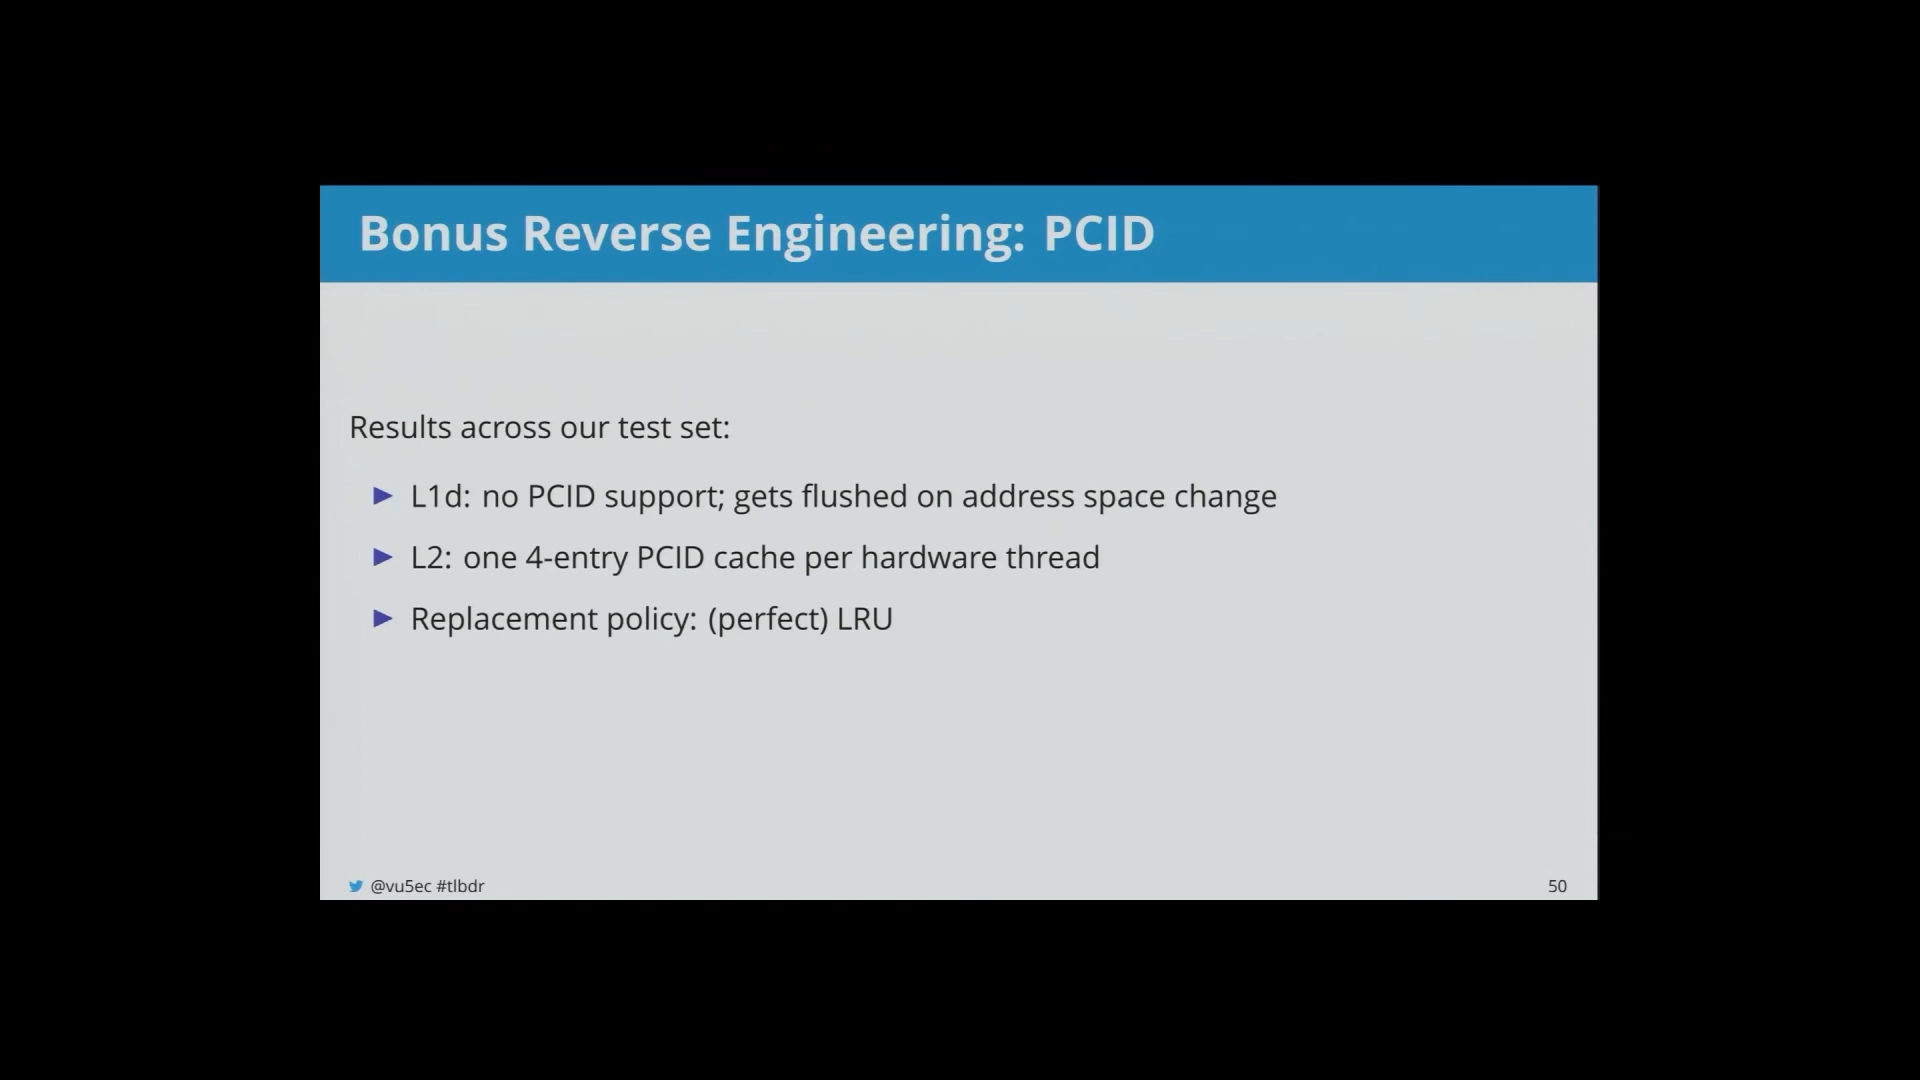 Bonus Reverse Engineering: PCID
Results across our test set:
▶ L1d: no PCID support; gets flushed on address space change
▶ L2: one 4-entry PCID cache per hardware thread
▶ Replacement policy: (perfect) LRU
@vu5ec #tlbdr
50